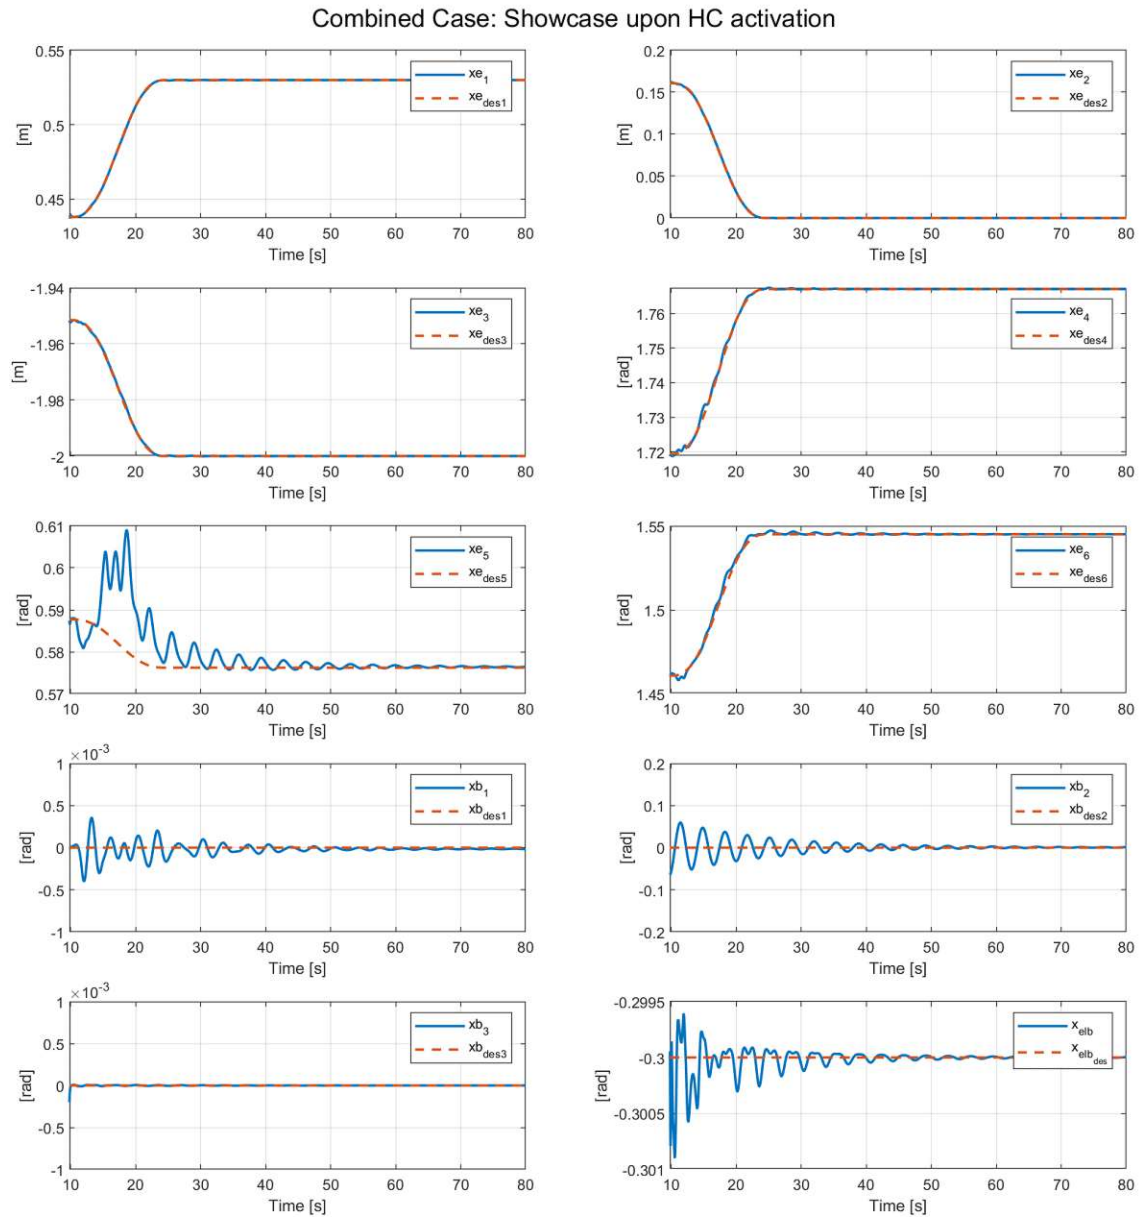 Combined Case: Showcase upon HC activation
0.55
0.5
0.45
[m]
xe1
xedes1
10 20 30 40 50 60 70 80
Time [s]
0.2
0.15
0.1
0.05
0
[m]
xe2
xedes2
10 20 30 40 50 60 70 80
Time [s]
-1.94
-1.96
-1.98
-2
[m]
xe3
xedes3
10 20 30 40 50 60 70 80
Time [s]
1.76
1.75
1.74
1.73
1.72
[rad]
xe4
xedes4
10 20 30 40 50 60 70 80
Time [s]
0.61
0.6
0.59
0.58
0.57
[rad]
xe5
xedes5
10 20 30 40 50 60 70 80
Time [s]
1.55
1.5
1.45
[rad]
xe6
xedes6
10 20 30 40 50 60 70 80
Time [s]
×10-3
1
0.5
0
-0.5
-1
[rad]
xb1
xbdes1
10 20 30 40 50 60 70 80
Time [s]
0.2
0.1
0
-0.1
-0.2
[rad]
xb2
xbdes2
10 20 30 40 50 60 70 80
Time [s]
×10-3
1
0.5
0
-0.5
-1
[rad]
xb3
xbdes3
10 20 30 40 50 60 70 80
Time [s]
-0.2995
-0.3
-0.3005
-0.301
[rad]
xelb
xelbdes
10 20 30 40 50 60 70 80
Time [s]